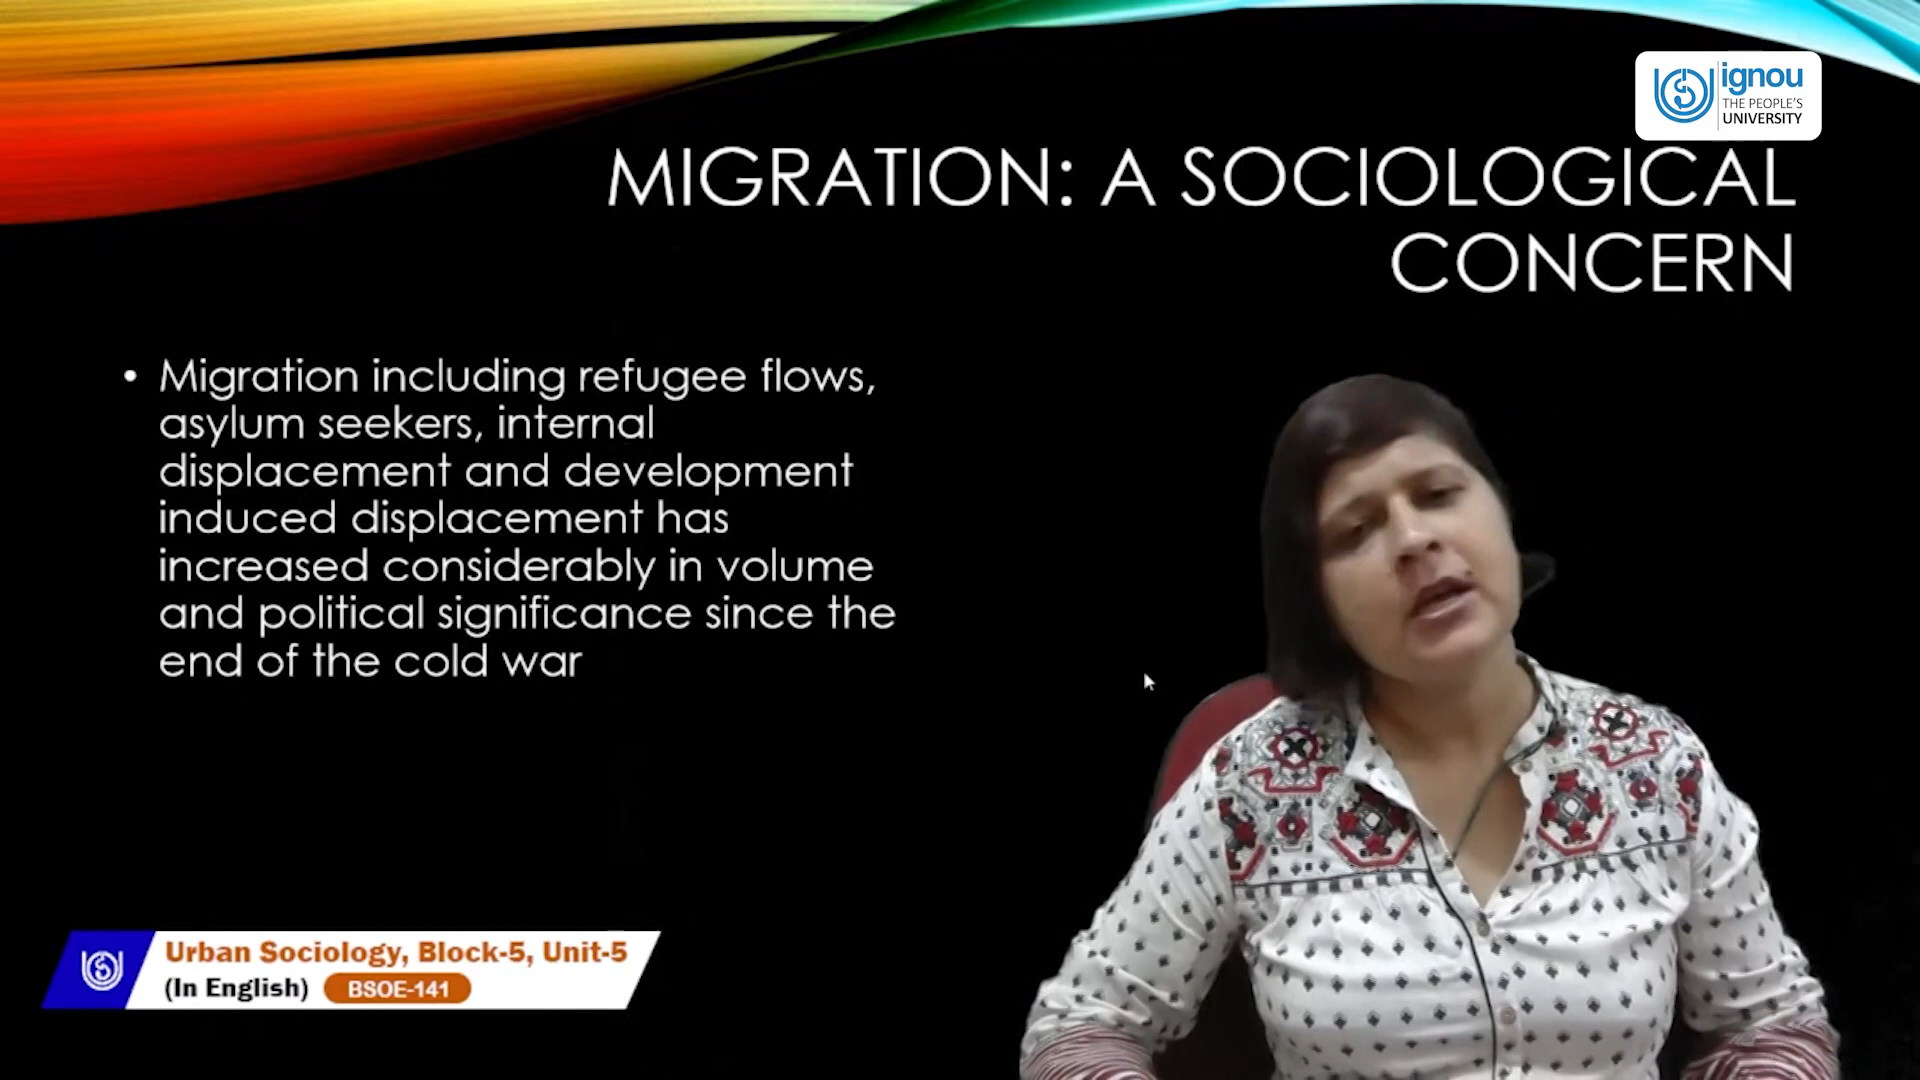 ignou
THE PEOPLE'S
UNIVERSITY
MIGRATION: A SOCIOLOGICAL
CONCERN
• Migration including refugee flows,
asylum seekers, internal
displacement and development
induced displacement has
increased considerably in volume
and political significance since the
end of the cold war
Urban Sociology, Block-5, Unit-5
(In English) BSOE-141